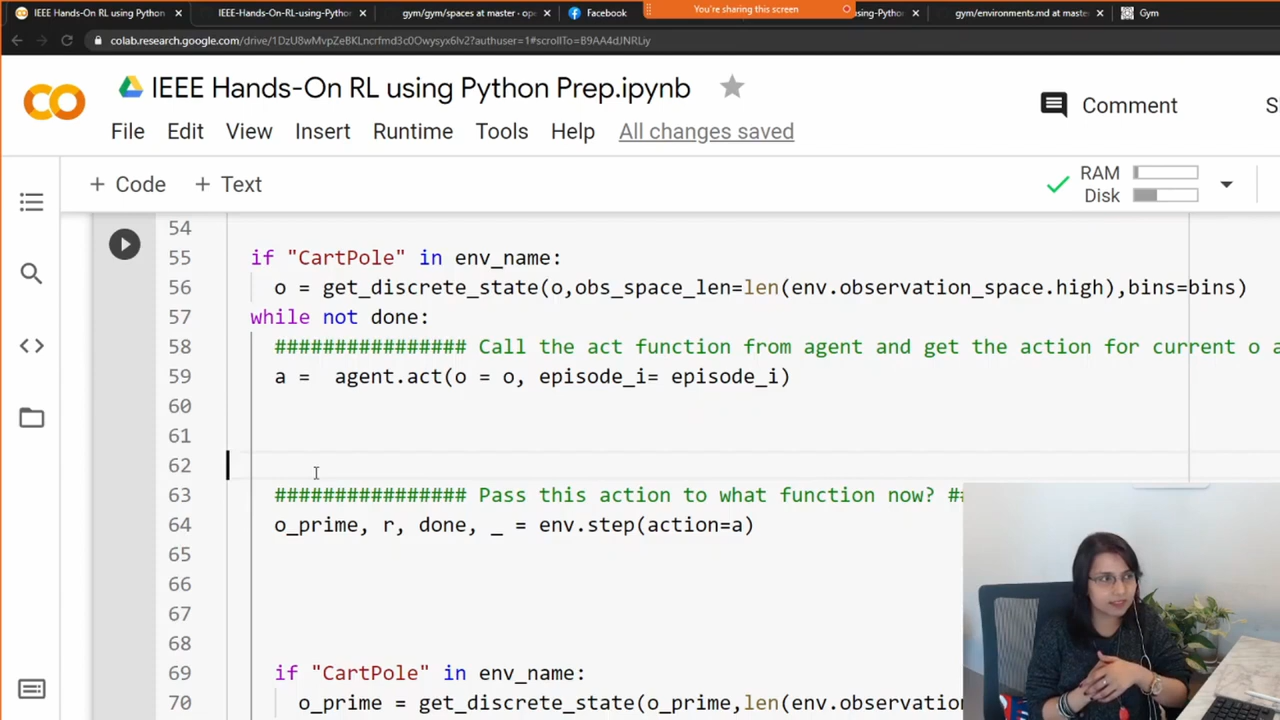 IEEE Hands-On RL using Python
IEEE-Hands-On-RL-using-Python
gym/gym/spaces at master · ope
Facebook
You're sharing this screen
using-Python
gym/environments.md at maste
Gym
colab.research.google.com/drive/1DzU8wMvpZeBKLncrfmd3c0Owysyx6lv2?authuser=1#scrollTo=B9AA4dJNRLiy
IEEE Hands-On RL using Python Prep.ipynb
Comment
S
File Edit View Insert Runtime Tools Help All changes saved
+ Code + Text
RAM
Disk
54
55 if "CartPole" in env_name:
56 o = get_discrete_state(o,obs_space_len=len(env.observation_space.high),bins=bins)
57 while not done:
58 ################ Call the act function from agent and get the action for current o a
59 a = agent.act(o = o, episode_i= episode_i)
60
61
62
63 ################ Pass this action to what function now? ##
64 o_prime, r, done, _ = env.step(action=a)
65
66
67
68
69 if "CartPole" in env_name:
70 o_prime = get_discrete_state(o_prime,len(env.observation